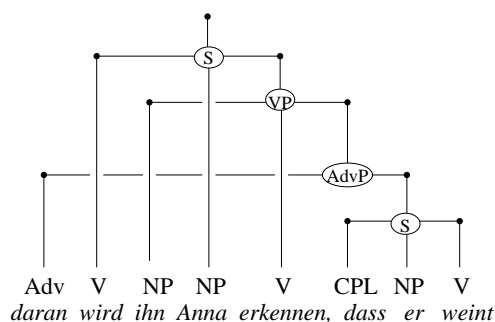 S
VP
AdvP
S
Adv V NP NP V CPL NP V
daran wird ihn Anna erkennen, dass er weint